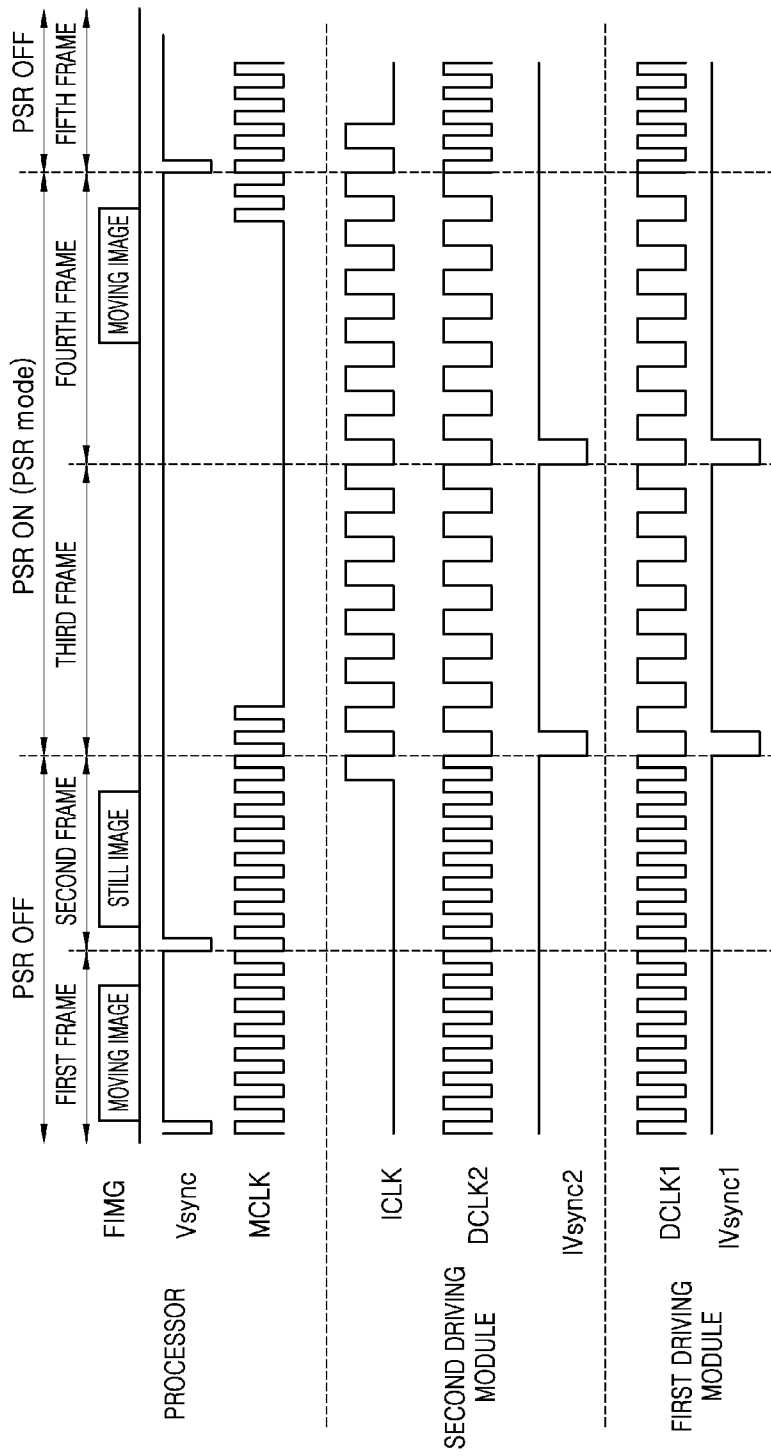 PSR OFF
PSR ON (PSR mode)
PSR OFF
FIRST FRAME
SECOND FRAME
THIRD FRAME
FOURTH FRAME
FIFTH FRAME
FIMG
MOVING IMAGE
STILL IMAGE
MOVING IMAGE
PROCESSOR
Vsync
MCLK
ICLK
SECOND DRIVING
MODULE
DCLK2
IVsync2
FIRST DRIVING
MODULE
DCLK1
IVsync1